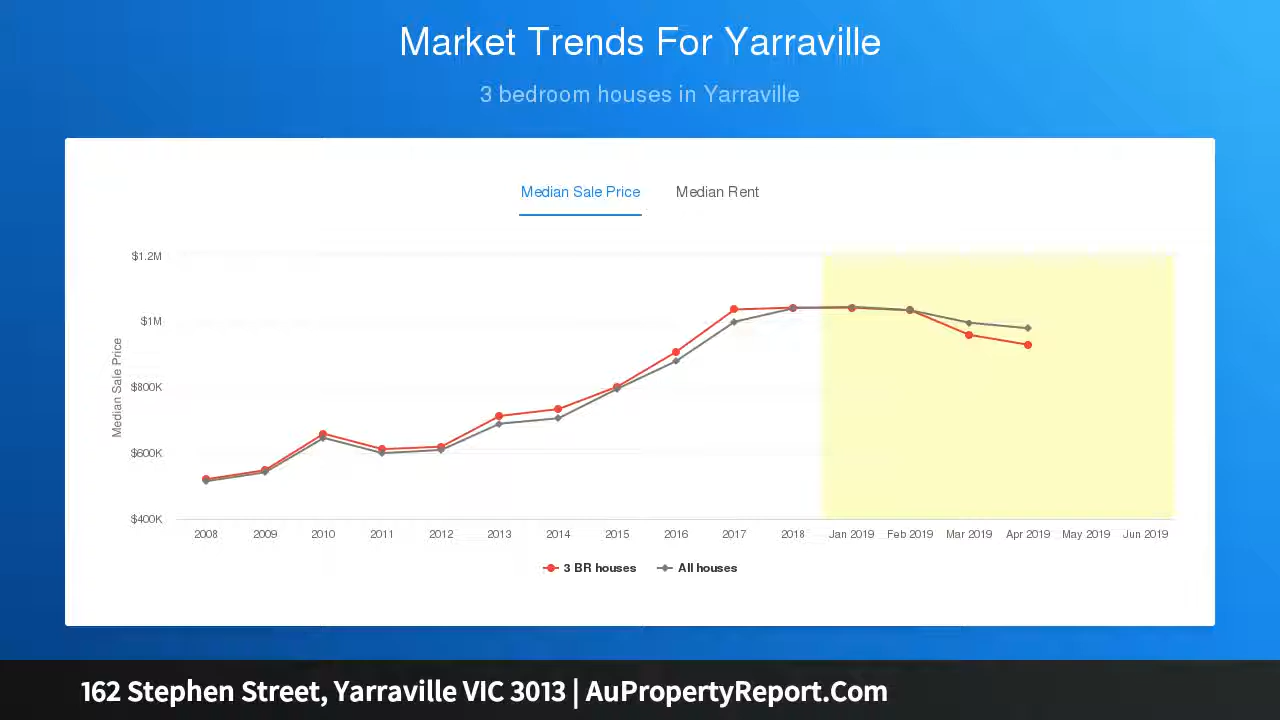 Market Trends For Yarraville
3 bedroom houses in Yarraville
Median Sale Price Median Rent
$1.2M
$1M
$800K
$600K
$400K
Median Sale Price
2008 2009 2010 2011 2012 2013 2014 2015 2016 2017 2018 Jan 2019 Feb 2019 Mar 2019 Apr 2019 May 2019 Jun 2019
3 BR houses All houses
162 Stephen Street, Yarraville VIC 3013 | AuPropertyReport.Com